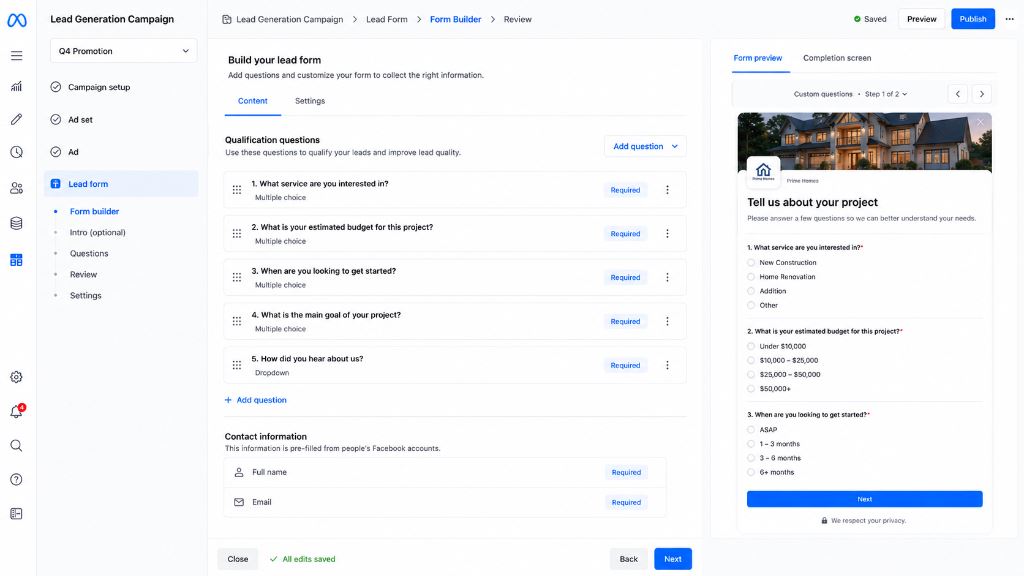 Lead Generation Campaign
Q4 Promotion
Campaign setup
Ad set
Ad
Lead form
Form builder
Intro (optional)
Questions
Review
Settings
4
Lead Generation Campaign > Lead Form > Form Builder > Review
Saved
Preview
Publish
Build your lead form
Add questions and customize your form to collect the right information.
Content
Settings
Qualification questions
Use these questions to qualify your leads and improve lead quality.
Add question
1. What service are you interested in?
Multiple choice
Required
2. What is your estimated budget for this project?
Multiple choice
Required
3. When are you looking to get started?
Multiple choice
Required
4. What is the main goal of your project?
Multiple choice
Required
5. How did you hear about us?
Dropdown
Required
+ Add question
Contact information
This information is pre-filled from people's Facebook accounts.
Full name
Required
Email
Required
Close
All edits saved
Back
Next
Form preview
Completion screen
Custom questions • Step 1 of 2
Prime Homes
Prime Homes
Tell us about your project
Please answer a few questions so we can better understand your needs.
1. What service are you interested in?*
New Construction
Home Renovation
Addition
Other
2. What is your estimated budget for this project?*
Under $10,000
$10,000 – $25,000
$25,000 – $50,000
$50,000+
3. When are you looking to get started?*
ASAP
1 – 3 months
3 – 6 months
6+ months
Next
We respect your privacy.